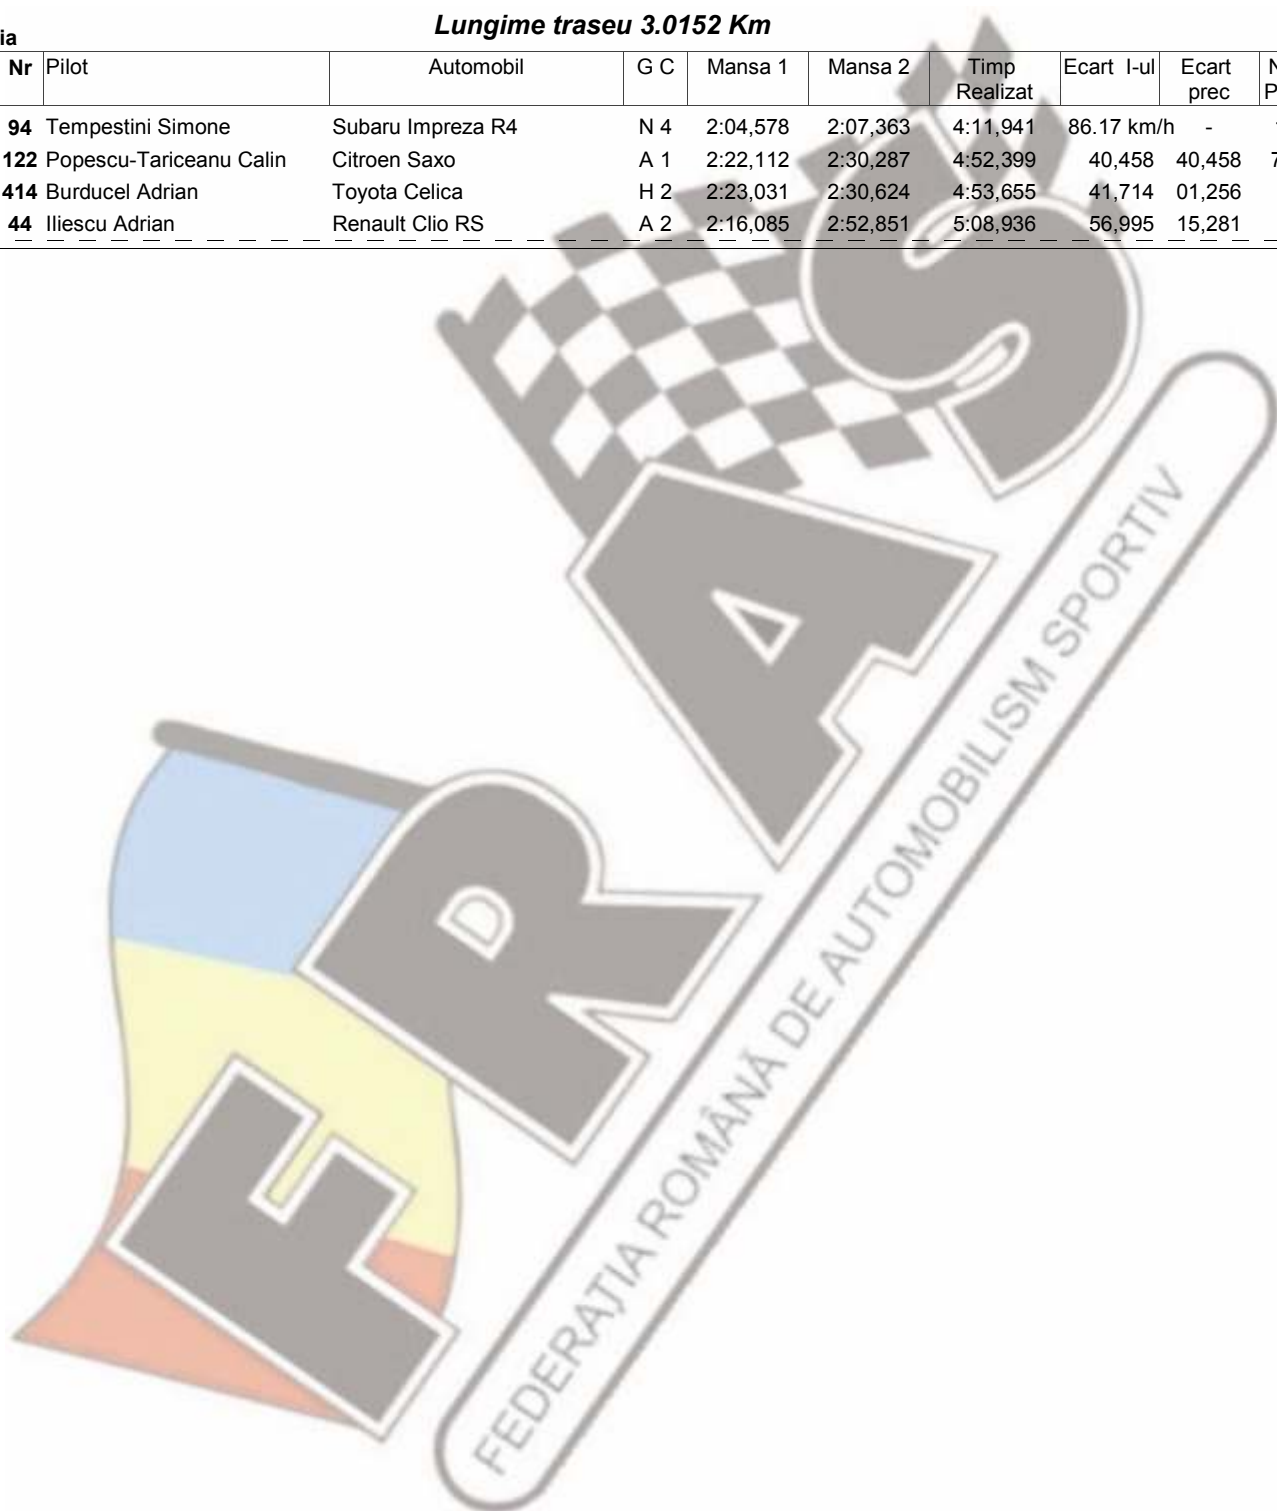 Lungime traseu 3.0152 Km
ia
Nr Pilot Automobil G C Mansa 1 Mansa 2 Timp Realizat Ecart I-ul Ecart prec
94 Tempestini Simone Subaru Impreza R4 N 4 2:04,578 2:07,363 4:11,941 86.17 km/h -
122 Popescu-Tariceanu Calin Citroen Saxo A 1 2:22,112 2:30,287 4:52,399 40,458 40,458 7
414 Burducel Adrian Toyota Celica H 2 2:23,031 2:30,624 4:53,655 41,714 01,256
44 Iliescu Adrian Renault Clio RS A 2 2:16,085 2:52,851 5:08,936 56,995 15,281
FRAS
FEDERAȚIA ROMÂNĂ DE AUTOMOBILISM SPORTIV